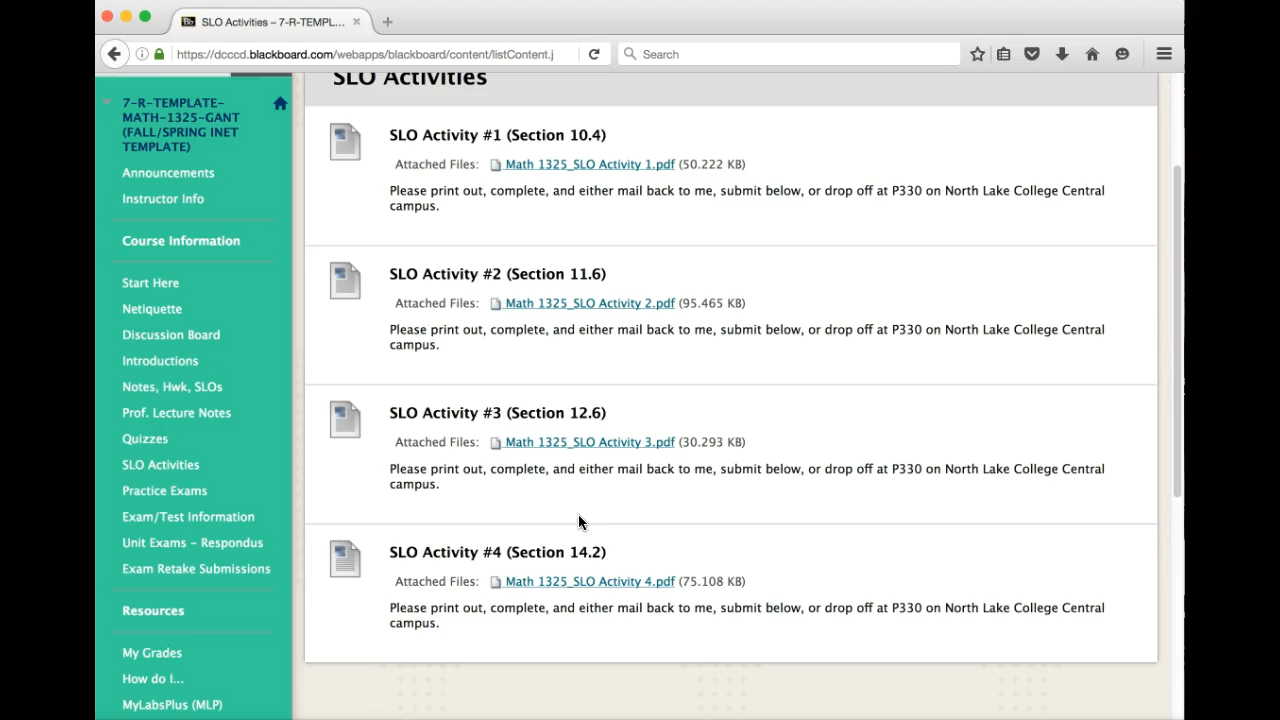 SLO Activities – 7-R-TEMPL...
https://dcccd.blackboard.com/webapps/blackboard/content/listContent.j
Search
7-R-TEMPLATE-
MATH-1325-GANT
(FALL/SPRING INET
TEMPLATE)
Announcements
Instructor Info
Course Information
Start Here
Netiquette
Discussion Board
Introductions
Notes, Hwk, SLOs
Prof. Lecture Notes
Quizzes
SLO Activities
Practice Exams
Exam/Test Information
Unit Exams – Respondus
Exam Retake Submissions
Resources
My Grades
How do I...
MyLabsPlus (MLP)
SLO Activities
SLO Activity #1 (Section 10.4)
Attached Files: Math 1325_SLO Activity 1.pdf (50.222 KB)
Please print out, complete, and either mail back to me, submit below, or drop off at P330 on North Lake College Central
campus.
SLO Activity #2 (Section 11.6)
Attached Files: Math 1325_SLO Activity 2.pdf (95.465 KB)
Please print out, complete, and either mail back to me, submit below, or drop off at P330 on North Lake College Central
campus.
SLO Activity #3 (Section 12.6)
Attached Files: Math 1325_SLO Activity 3.pdf (30.293 KB)
Please print out, complete, and either mail back to me, submit below, or drop off at P330 on North Lake College Central
campus.
SLO Activity #4 (Section 14.2)
Attached Files: Math 1325_SLO Activity 4.pdf (75.108 KB)
Please print out, complete, and either mail back to me, submit below, or drop off at P330 on North Lake College Central
campus.